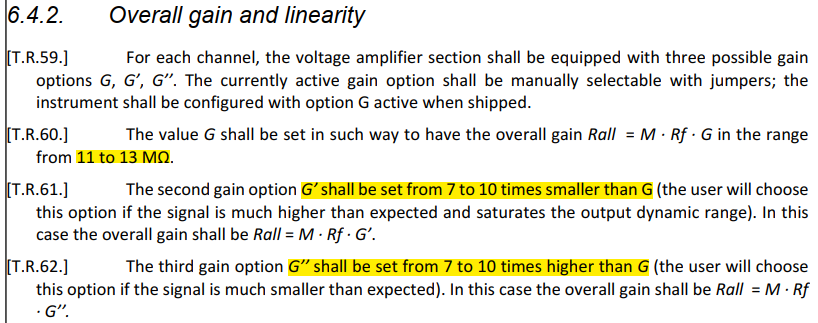 6.4.2. Overall gain and linearity
[T.R.59.] For each channel, the voltage amplifier section shall be equipped with three possible gain
options G, G’, G’’. The currently active gain option shall be manually selectable with jumpers; the
instrument shall be configured with option G active when shipped.
[T.R.60.] The value G shall be set in such way to have the overall gain Rall = M · Rf · G in the range
from 11 to 13 MΩ.
[T.R.61.] The second gain option G’ shall be set from 7 to 10 times smaller than G (the user will choose
this option if the signal is much higher than expected and saturates the output dynamic range). In this
case the overall gain shall be Rall = M · Rf · G’.
[T.R.62.] The third gain option G’’ shall be set from 7 to 10 times higher than G (the user will choose
this option if the signal is much smaller than expected). In this case the overall gain shall be Rall = M · Rf
· G’’.